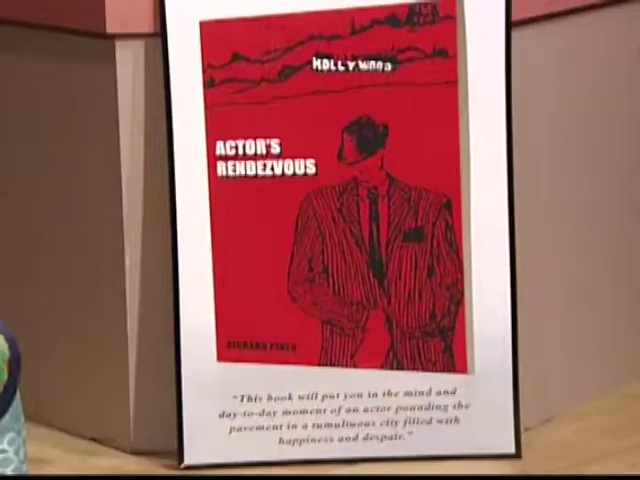 HOLLYWOOD
ACTOR'S
RENDEZVOUS
RICHARD
"This book will put you in the mind and
day-to-day moment of an actor pounding the
pavement in a tumultuous city filled with
happiness and despair."